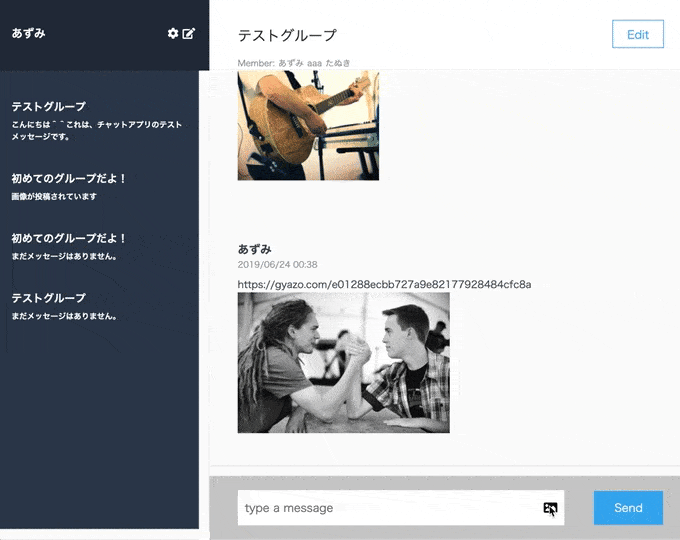 あずみ
テストグループ
こんにちは＾＾これは、チャットアプリのテスト
メッセージです。
初めてのグループだよ！
画像が投稿されています
初めてのグループだよ！
まだメッセージはありません。
テストグループ
まだメッセージはありません。
テストグループ
Edit
Member: あずみ aaa たぬき
あずみ
2019/06/24 00:38
https://gyazo.com/e01288ecbb727a9e82177928484cfc8a
type a message
Send